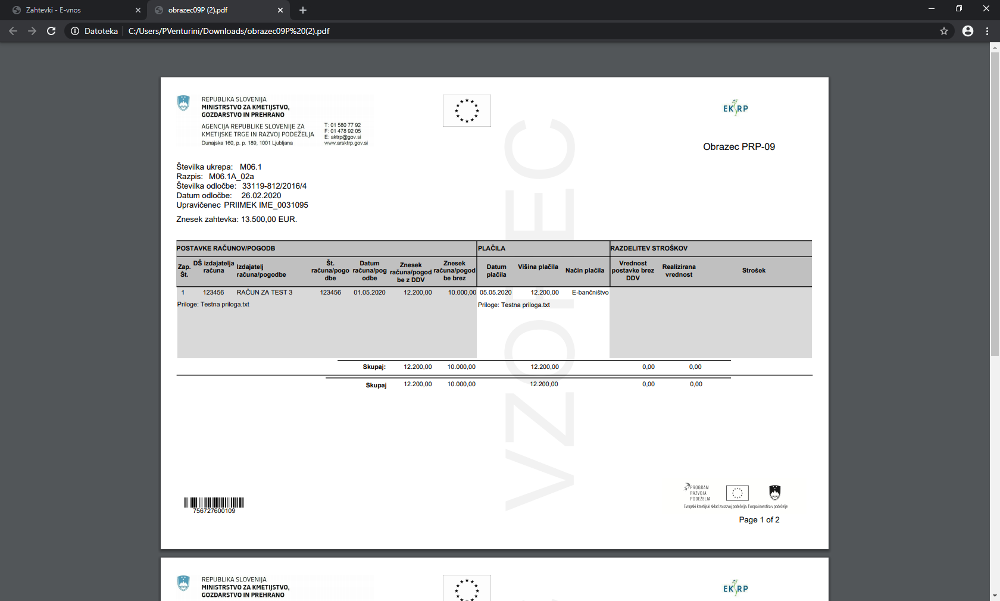 Zahtevki - E-vnos
obrazec09P (2).pdf
Datoteka
C:/Users/PVenturini/Downloads/obrazec09P%20(2).pdf
REPUBLIKA SLOVENIJA
MINISTRSTVO ZA KMETIJSTVO,
GOZDARSTVO IN PREHRANO
AGENCIJA REPUBLIKE SLOVENIJE ZA
KMETIJSKE TRGE IN RAZVOJ PODEŽELJA
Dunajska 160, p. p. 189, 1001 Ljubljana
T: 01 580 77 92
F: 01 478 92 05
E: aktrp@gov.si
www.arsktrp.gov.si
EKSRP
Obrazec PRP-09
Številka ukrepa: M06.1
Razpis: M06.1A_02a
Številka odločbe: 33119-812/2016/4
Datum odločbe: 26.02.2020
Upravičenec PRIIMEK IME_0031095
Znesek zahtevka: 13.500,00 EUR.
VZOREC
POSTAVKE RAČUNOV/POGODB PLAČILA RAZDELITEV STROŠKOV
Zap. Št.
DŠ izdajatelja računa
Izdajatelj računa/pogodbe
Št. računa/pogo dbe
Datum računa/pog odbe
Znesek računa/pogod be z DDV
Znesek računa/pogod be brez
Datum plačila
Višina plačila
Način plačila
Vrednost postavke brez DDV
Realizirana vrednost
Strošek
1 123456 RAČUN ZA TEST 3 123456 01.05.2020 12.200,00 10.000,00 05.05.2020 12.200,00 E-bančništvo
Priloge: Testna priloga.txt Priloge: Testna priloga.txt
Skupaj: 12.200,00 10.000,00 12.200,00 0,00 0,00
Skupaj 12.200,00 10.000,00 12.200,00 0,00 0,00
756727600109
PROGRAM
RAZVOJA
PODEŽELJA
Evropski kmetijski sklad za razvoj podeželja: Evropa investira v podeželje
Page 1 of 2
REPUBLIKA SLOVENIJA
MINISTRSTVO ZA KMETIJSTVO,
GOZDARSTVO IN PREHRANO
EKSRP